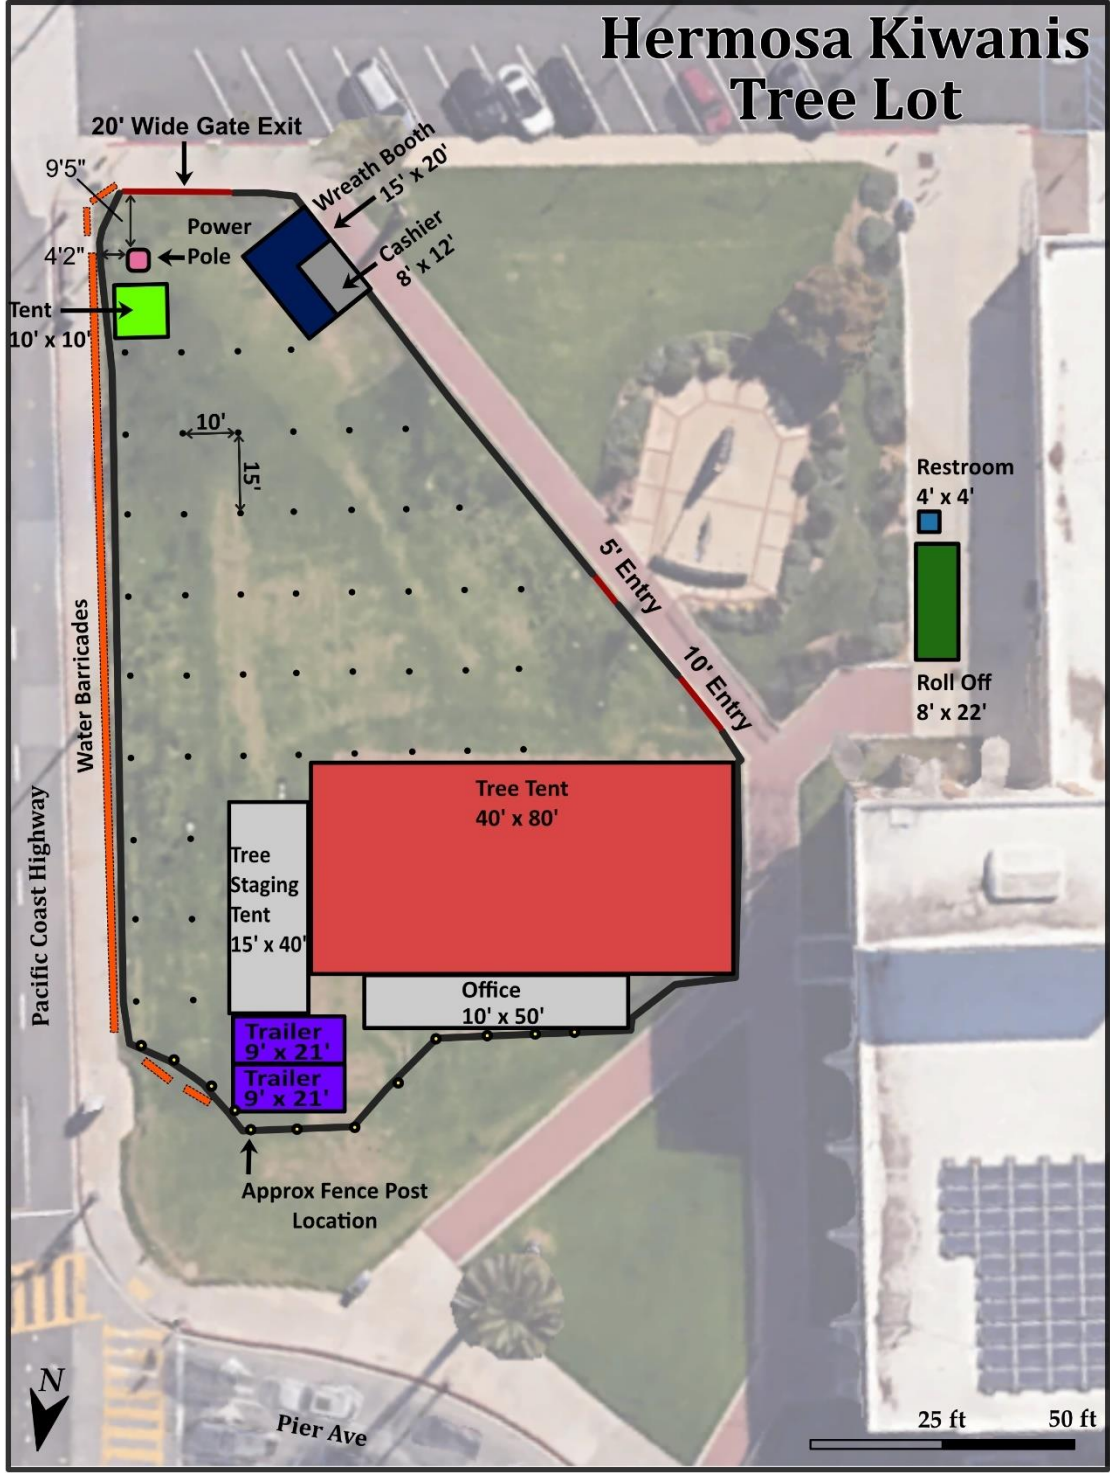 Hermosa Kiwanis
Tree Lot
20' Wide Gate Exit
9'5"
Wreath Booth
15' x 20'
Power
Pole
Cashier
8' x 12'
4'2"
Tent
10' x 10'
10'
15'
Restroom
4' x 4'
5' Entry
10' Entry
Roll Off
8' x 22'
Water Barricades
Pacific Coast Highway
Tree Tent
40' x 80'
Tree
Staging
Tent
15' x 40'
Office
10' x 50'
Trailer
9' x 21'
Trailer
9' x 21'
Approx Fence Post
Location
N
Pier Ave
25 ft
50 ft